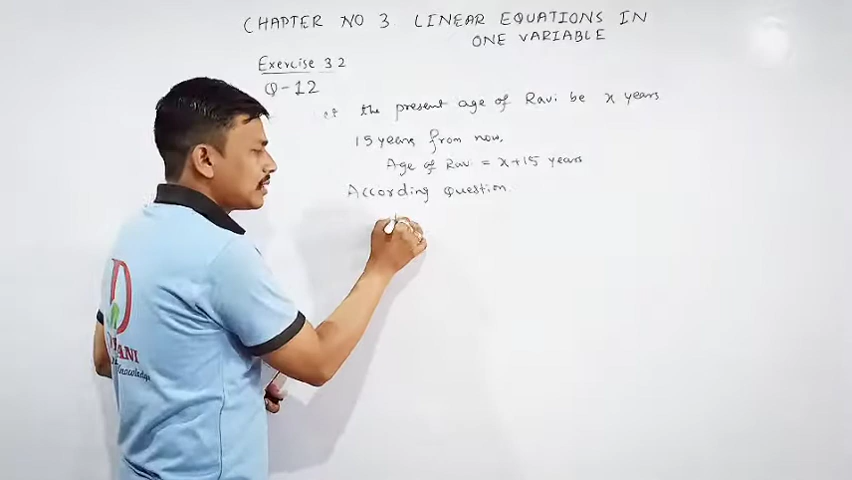 CHAPTER NO 3. LINEAR EQUATIONS IN
ONE VARIABLE
Exercise 3.2
Q-12
the present age of Ravi be x years
15 years from now,
Age of Ravi = x+15 years
According Question.